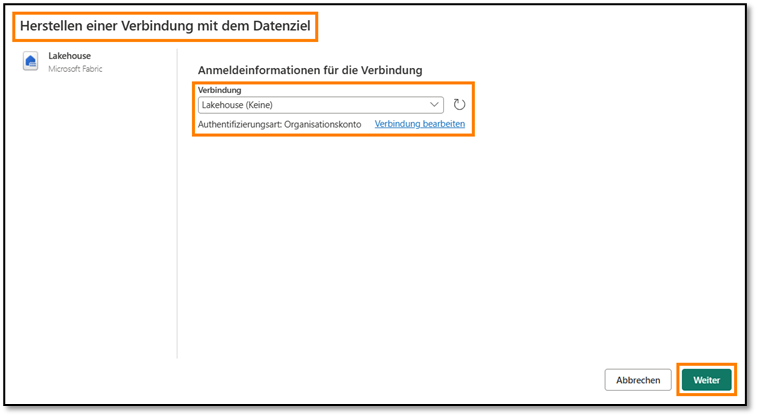 Herstellen einer Verbindung mit dem Datenziel
Lakehouse
Microsoft Fabric
Anmeldeinformationen für die Verbindung
Verbindung
Lakehouse (Keine)
Authentifizierungsart: Organisationskonto Verbindung bearbeiten
Abbrechen Weiter